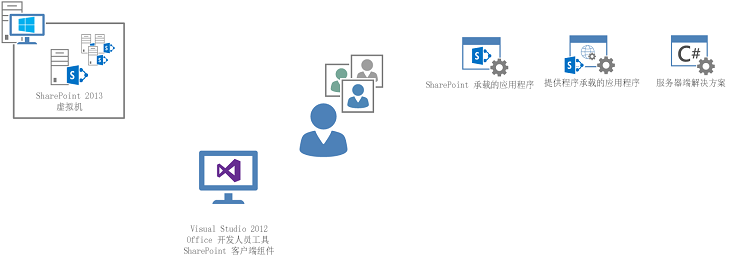 SharePoint 2013
虚拟机
SharePoint 承载的应用程序
提供程序承载的应用程序
C#
服务器端解决方案
Visual Studio 2012
Office 开发人员工具
SharePoint 客户端组件